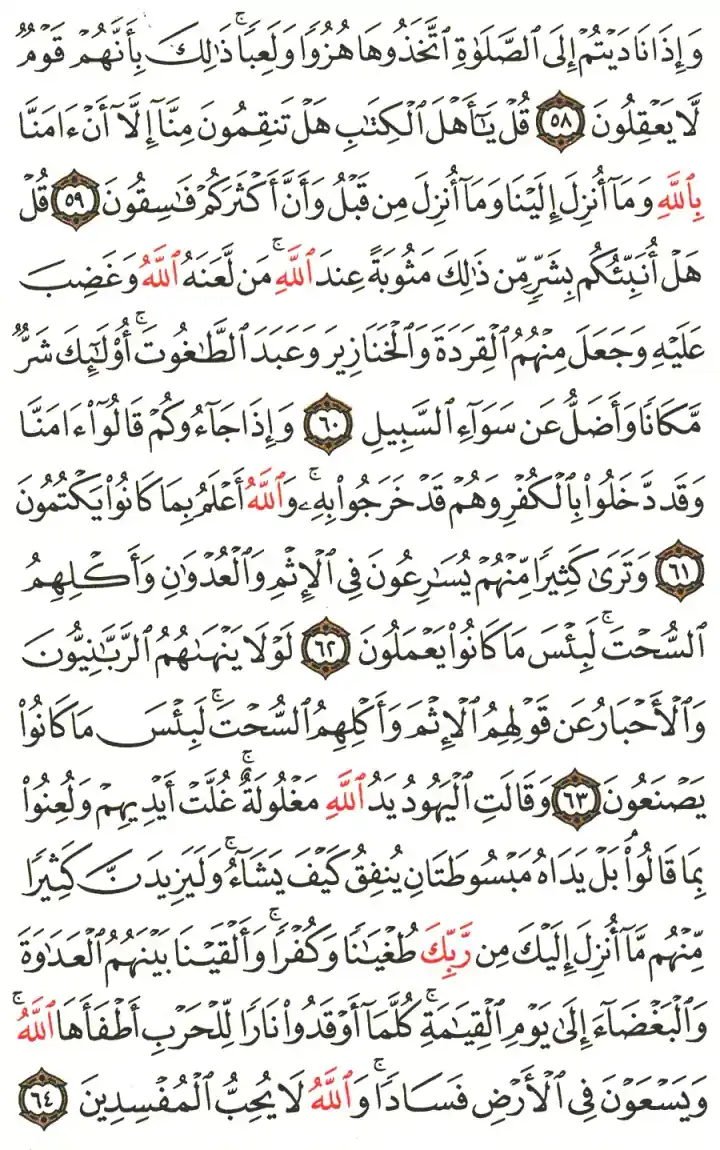 وَإِذَا نَادَيْتُمْ إِلَى ٱلصَّلَوٰةِ ٱتَّخَذُوهَا هُزُوًا وَلَعِبًا ۚ ذَٰلِكَ بِأَنَّهُمْ قَوْمٌ
لَّا يَعْقِلُونَ ٥٨ قُلْ يَٰٓأَهْلَ ٱلْكِتَٰبِ هَلْ تَنقِمُونَ مِنَّآ إِلَّآ أَنْ ءَامَنَّا
بِٱللَّهِ وَمَآ أُنزِلَ إِلَيْنَا وَمَآ أُنزِلَ مِن قَبْلُ وَأَنَّ أَكْثَرَكُمْ فَٰسِقُونَ ٥٩ قُلْ
هَلْ أُنَبِّئُكُم بِشَرٍّ مِّن ذَٰلِكَ مَثُوبَةً عِندَ ٱللَّهِ ۚ مَن لَّعَنَهُ ٱللَّهُ وَغَضِبَ
عَلَيْهِ وَجَعَلَ مِنْهُمُ ٱلْقِرَدَةَ وَٱلْخَنَازِيرَ وَعَبَدَ ٱلطَّٰغُوتَ ۚ أُو۟لَٰٓئِكَ شَرٌّ
مَّكَانًا وَأَضَلُّ عَن سَوَآءِ ٱلسَّبِيلِ ٦٠ وَإِذَا جَآءُوكُمْ قَالُوٓا۟ ءَامَنَّا
وَقَد دَّخَلُوا۟ بِٱلْكُفْرِ وَهُمْ قَدْ خَرَجُوا۟ بِهِۦ ۚ وَٱللَّهُ أَعْلَمُ بِمَا كَانُوا۟ يَكْتُمُونَ
٦١ وَتَرَىٰ كَثِيرًا مِّنْهُمْ يُسَٰرِعُونَ فِى ٱلْإِثْمِ وَٱلْعُدْوَٰنِ وَأَكْلِهِمُ
ٱلسُّحْتَ ۚ لَبِئْسَ مَا كَانُوا۟ يَعْمَلُونَ ٦٢ لَوْلَا يَنْهَىٰهُمُ ٱلرَّبَّٰنِيُّونَ
وَٱلْأَحْبَارُ عَن قَوْلِهِمُ ٱلْإِثْمَ وَأَكْلِهِمُ ٱلسُّحْتَ ۚ لَبِئْسَ مَا كَانُوا۟
يَصْنَعُونَ ٦٣ وَقَالَتِ ٱلْيَهُودُ يَدُ ٱللَّهِ مَغْلُولَةٌ ۚ غُلَّتْ أَيْدِيهِمْ وَلُعِنُوا۟
بِمَا قَالُوا۟ ۘ بَلْ يَدَاهُ مَبْسُوطَتَانِ يُنفِقُ كَيْفَ يَشَآءُ ۚ وَلَيَزِيدَنَّ كَثِيرًا
مِّنْهُم مَّآ أُنزِلَ إِلَيْكَ مِن رَّبِّكَ طُغْيَٰنًا وَكُفْرًا ۚ وَأَلْقَيْنَا بَيْنَهُمُ ٱلْعَدَٰوَةَ
وَٱلْبَغْضَآءَ إِلَىٰ يَوْمِ ٱلْقِيَٰمَةِ ۚ كُلَّمَآ أَوْقَدُوا۟ نَارًا لِّلْحَرْبِ أَطْفَأَهَا ٱللَّهُ ۚ
وَيَسْعَوْنَ فِى ٱلْأَرْضِ فَسَادًا ۚ وَٱللَّهُ لَا يُحِبُّ ٱلْمُفْسِدِينَ ٦٤